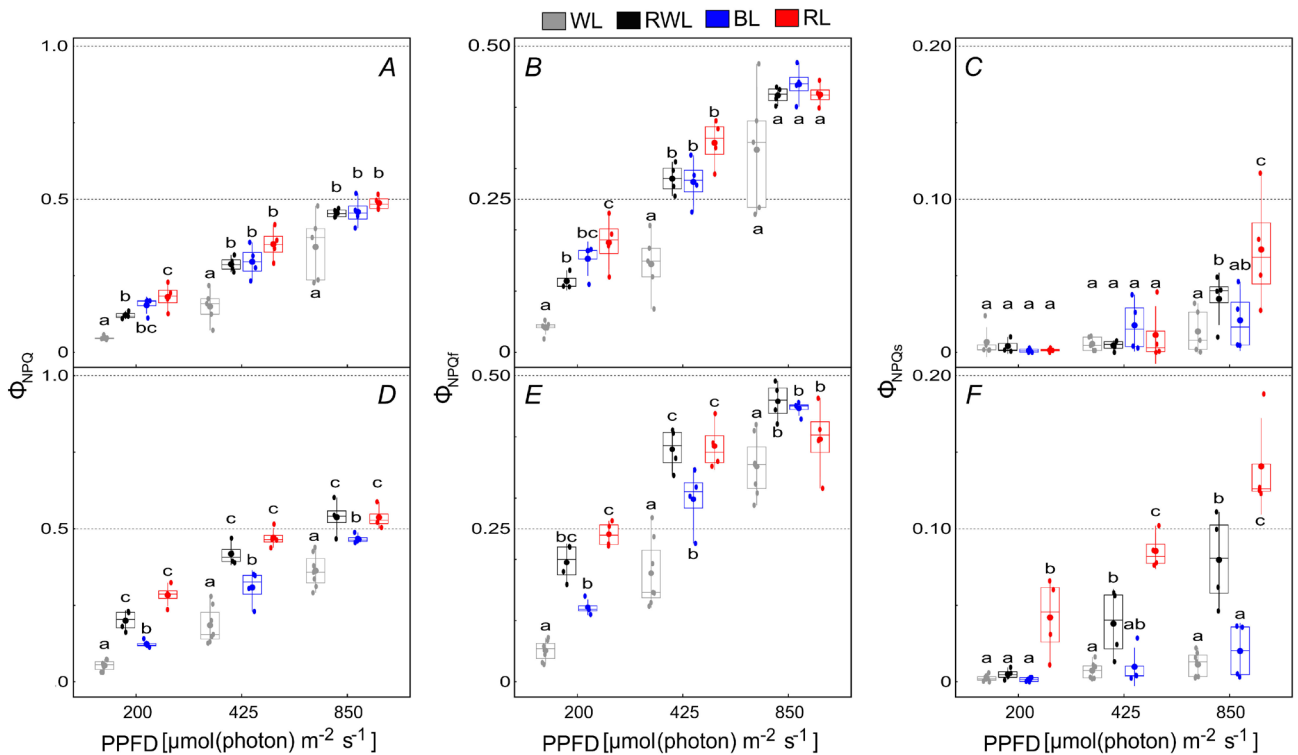 WL RWL BL RL
1.0
A
b b b
b b b
0.5
c a
b
a
bc a
0
Φ_NPQ
0.50
B
b
b b a a a
c a
0.25
b bc
a
a
0
Φ_NPQf
0.20
C
c
0.10
b
ab
a a a a a a a a a
0
Φ_NPQs
1.0
D
c c
c c b
0.5
c a
c b
b
a
.0
200 425 850
PPFD [µmol(photon) m⁻² s⁻¹]
0.50
E
c c a b b
b
c a
0.25
bc
b b
a
0
200 425 850
PPFD [µmol(photon) m⁻² s⁻¹]
0.20
F
c b
0.10
c
b b
ab a
a a a a a
0
200 425 850
PPFD [µmol(photon) m⁻² s⁻¹]